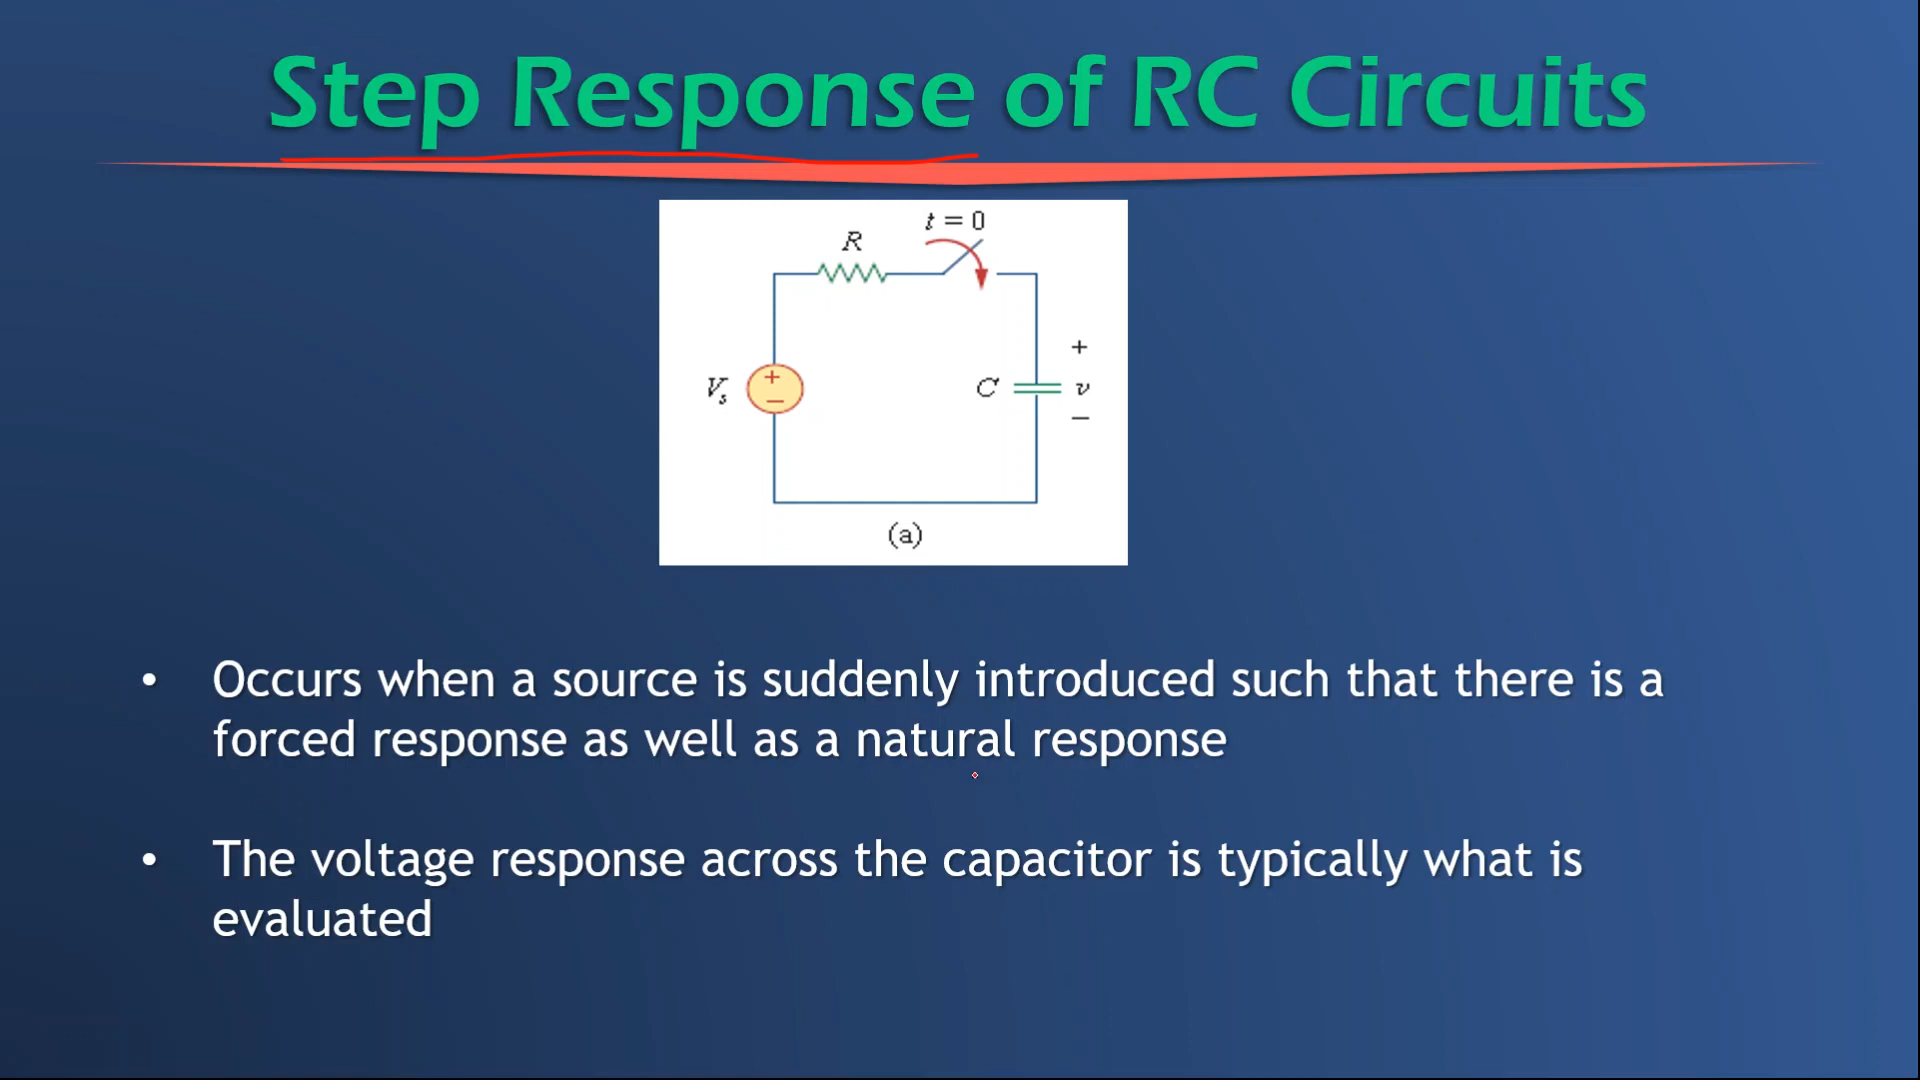 Step Response of RC Circuits
t = 0
R
+
V_s
+
−
C
v
−
(a)
• Occurs when a source is suddenly introduced such that there is a
forced response as well as a natural response
• The voltage response across the capacitor is typically what is
evaluated